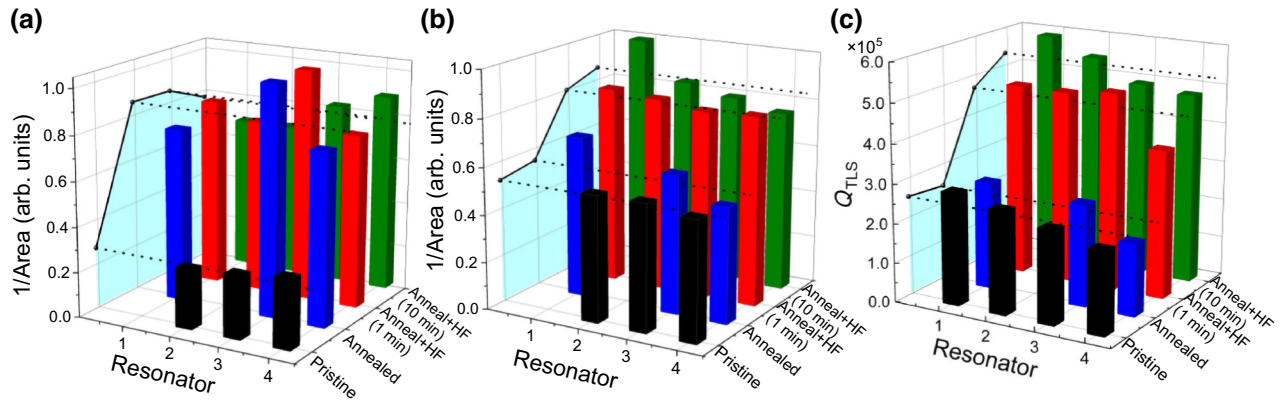 (a)
1/Area (arb. units)
1.0
0.8
0.6
0.4
0.2
0.0
1
2
3
4
Resonator
Pristine
Annealed
Anneal+HF
(1 min)
Anneal+HF
(10 min)
(b)
1/Area (arb. units)
1.0
0.8
0.6
0.4
0.2
0.0
1
2
3
4
Resonator
Pristine
Annealed
Anneal+HF
(1 min)
Anneal+HF
(10 min)
(c)
×10⁵
Q_TLS
6.0
5.0
4.0
3.0
2.0
1.0
0.0
1
2
3
4
Resonator
Pristine
Annealed
Anneal+HF
(1 min)
Anneal+HF
(10 min)